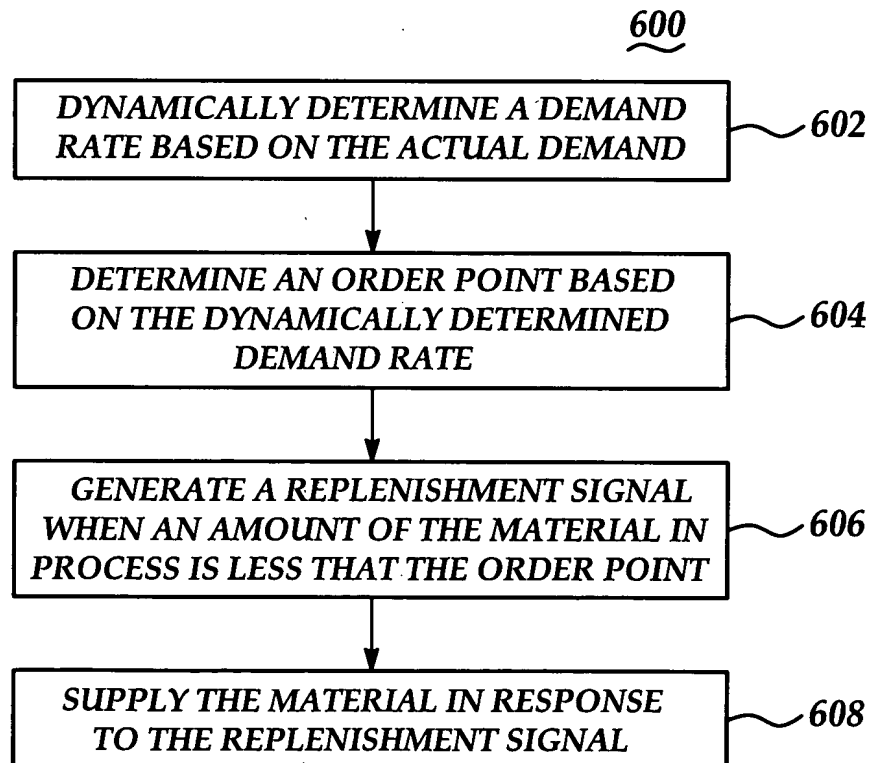 600
DYNAMICALLY DETERMINE A DEMAND
RATE BASED ON THE ACTUAL DEMAND
602
DETERMINE AN ORDER POINT BASED
ON THE DYNAMICALLY DETERMINED
DEMAND RATE
604
GENERATE A REPLENISHMENT SIGNAL
WHEN AN AMOUNT OF THE MATERIAL IN
PROCESS IS LESS THAT THE ORDER POINT
606
SUPPLY THE MATERIAL IN RESPONSE
TO THE REPLENISHMENT SIGNAL
608